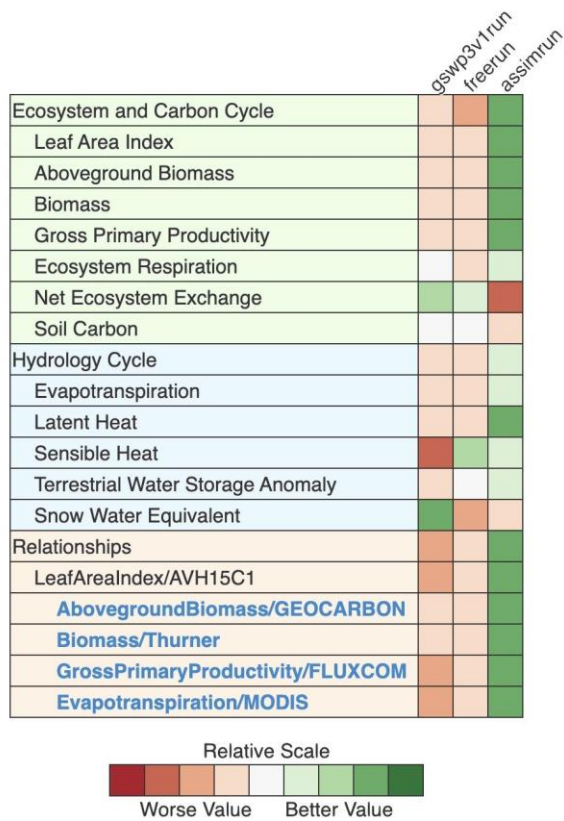 gswp3v1run
freerun
assimrun
Ecosystem and Carbon Cycle
Leaf Area Index
Aboveground Biomass
Biomass
Gross Primary Productivity
Ecosystem Respiration
Net Ecosystem Exchange
Soil Carbon
Hydrology Cycle
Evapotranspiration
Latent Heat
Sensible Heat
Terrestrial Water Storage Anomaly
Snow Water Equivalent
Relationships
LeafAreaIndex/AVH15C1
AbovegroundBiomass/GEOCARBON
Biomass/Thurner
GrossPrimaryProductivity/FLUXCOM
Evapotranspiration/MODIS
Relative Scale
Worse Value Better Value